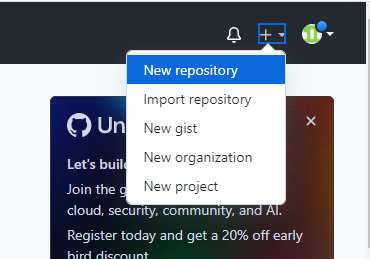 New repository
Import repository
New gist
New organization
New project
Un
Let's build
Join the g
cloud, security, community, and AI.
Register today and get a 20% off early
bird discount.